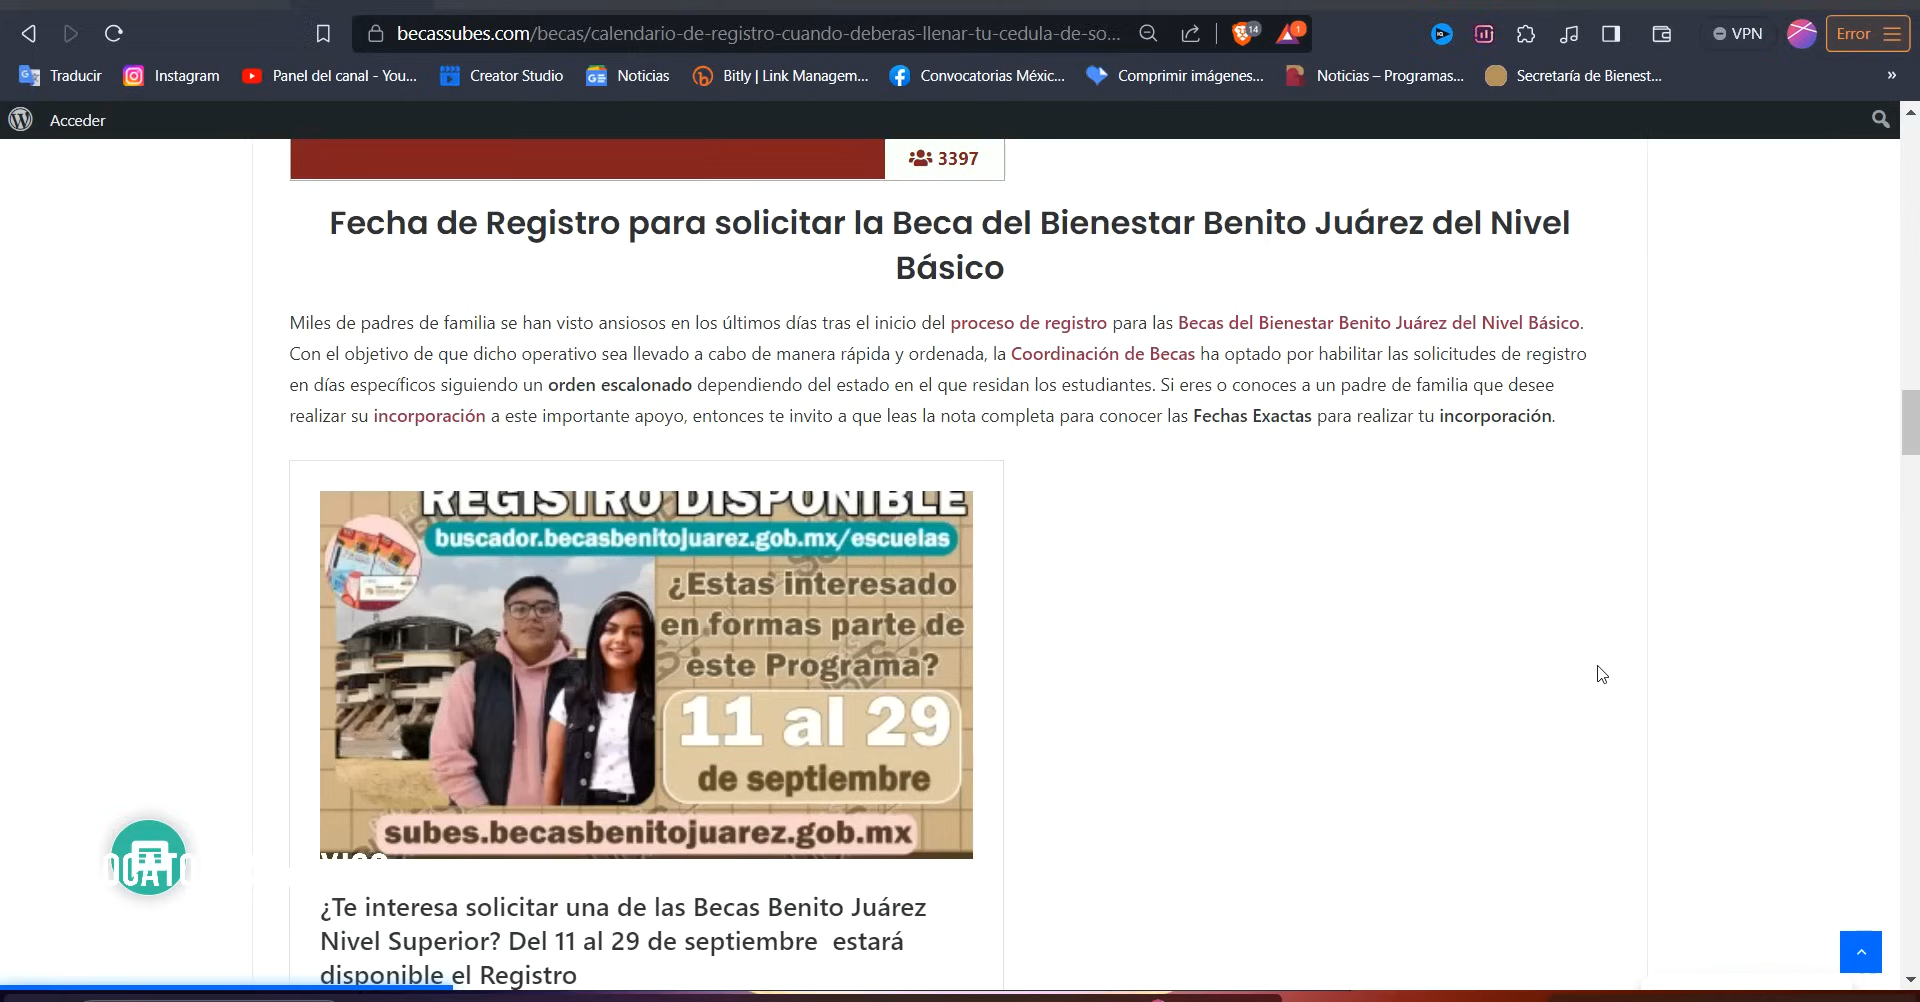 becassubes.com/becas/calendario-de-registro-cuando-deberas-llenar-tu-cedula-de-so...
14
1
VPN
Error
Traducir
Instagram
Panel del canal - You...
Creator Studio
Noticias
Bitly | Link Managem...
Convocatorias Méxic...
Comprimir imágenes...
Noticias – Programas...
Secretaría de Bienest...
»
Acceder
3397
Fecha de Registro para solicitar la Beca del Bienestar Benito Juárez del Nivel
Básico
Miles de padres de familia se han visto ansiosos en los últimos días tras el inicio del proceso de registro para las Becas del Bienestar Benito Juárez del Nivel Básico.
Con el objetivo de que dicho operativo sea llevado a cabo de manera rápida y ordenada, la Coordinación de Becas ha optado por habilitar las solicitudes de registro
en días específicos siguiendo un orden escalonado dependiendo del estado en el que residan los estudiantes. Si eres o conoces a un padre de familia que desee
realizar su incorporación a este importante apoyo, entonces te invito a que leas la nota completa para conocer las Fechas Exactas para realizar tu incorporación.
REGISTRO DISPONIBLE
buscador.becasbenitojuarez.gob.mx/escuelas
¿Estas interesado
en formas parte de
este Programa?
11 al 29
de septiembre
subes.becasbenitojuarez.gob.mx
¿Te interesa solicitar una de las Becas Benito Juárez
Nivel Superior? Del 11 al 29 de septiembre estará
disponible el Registro